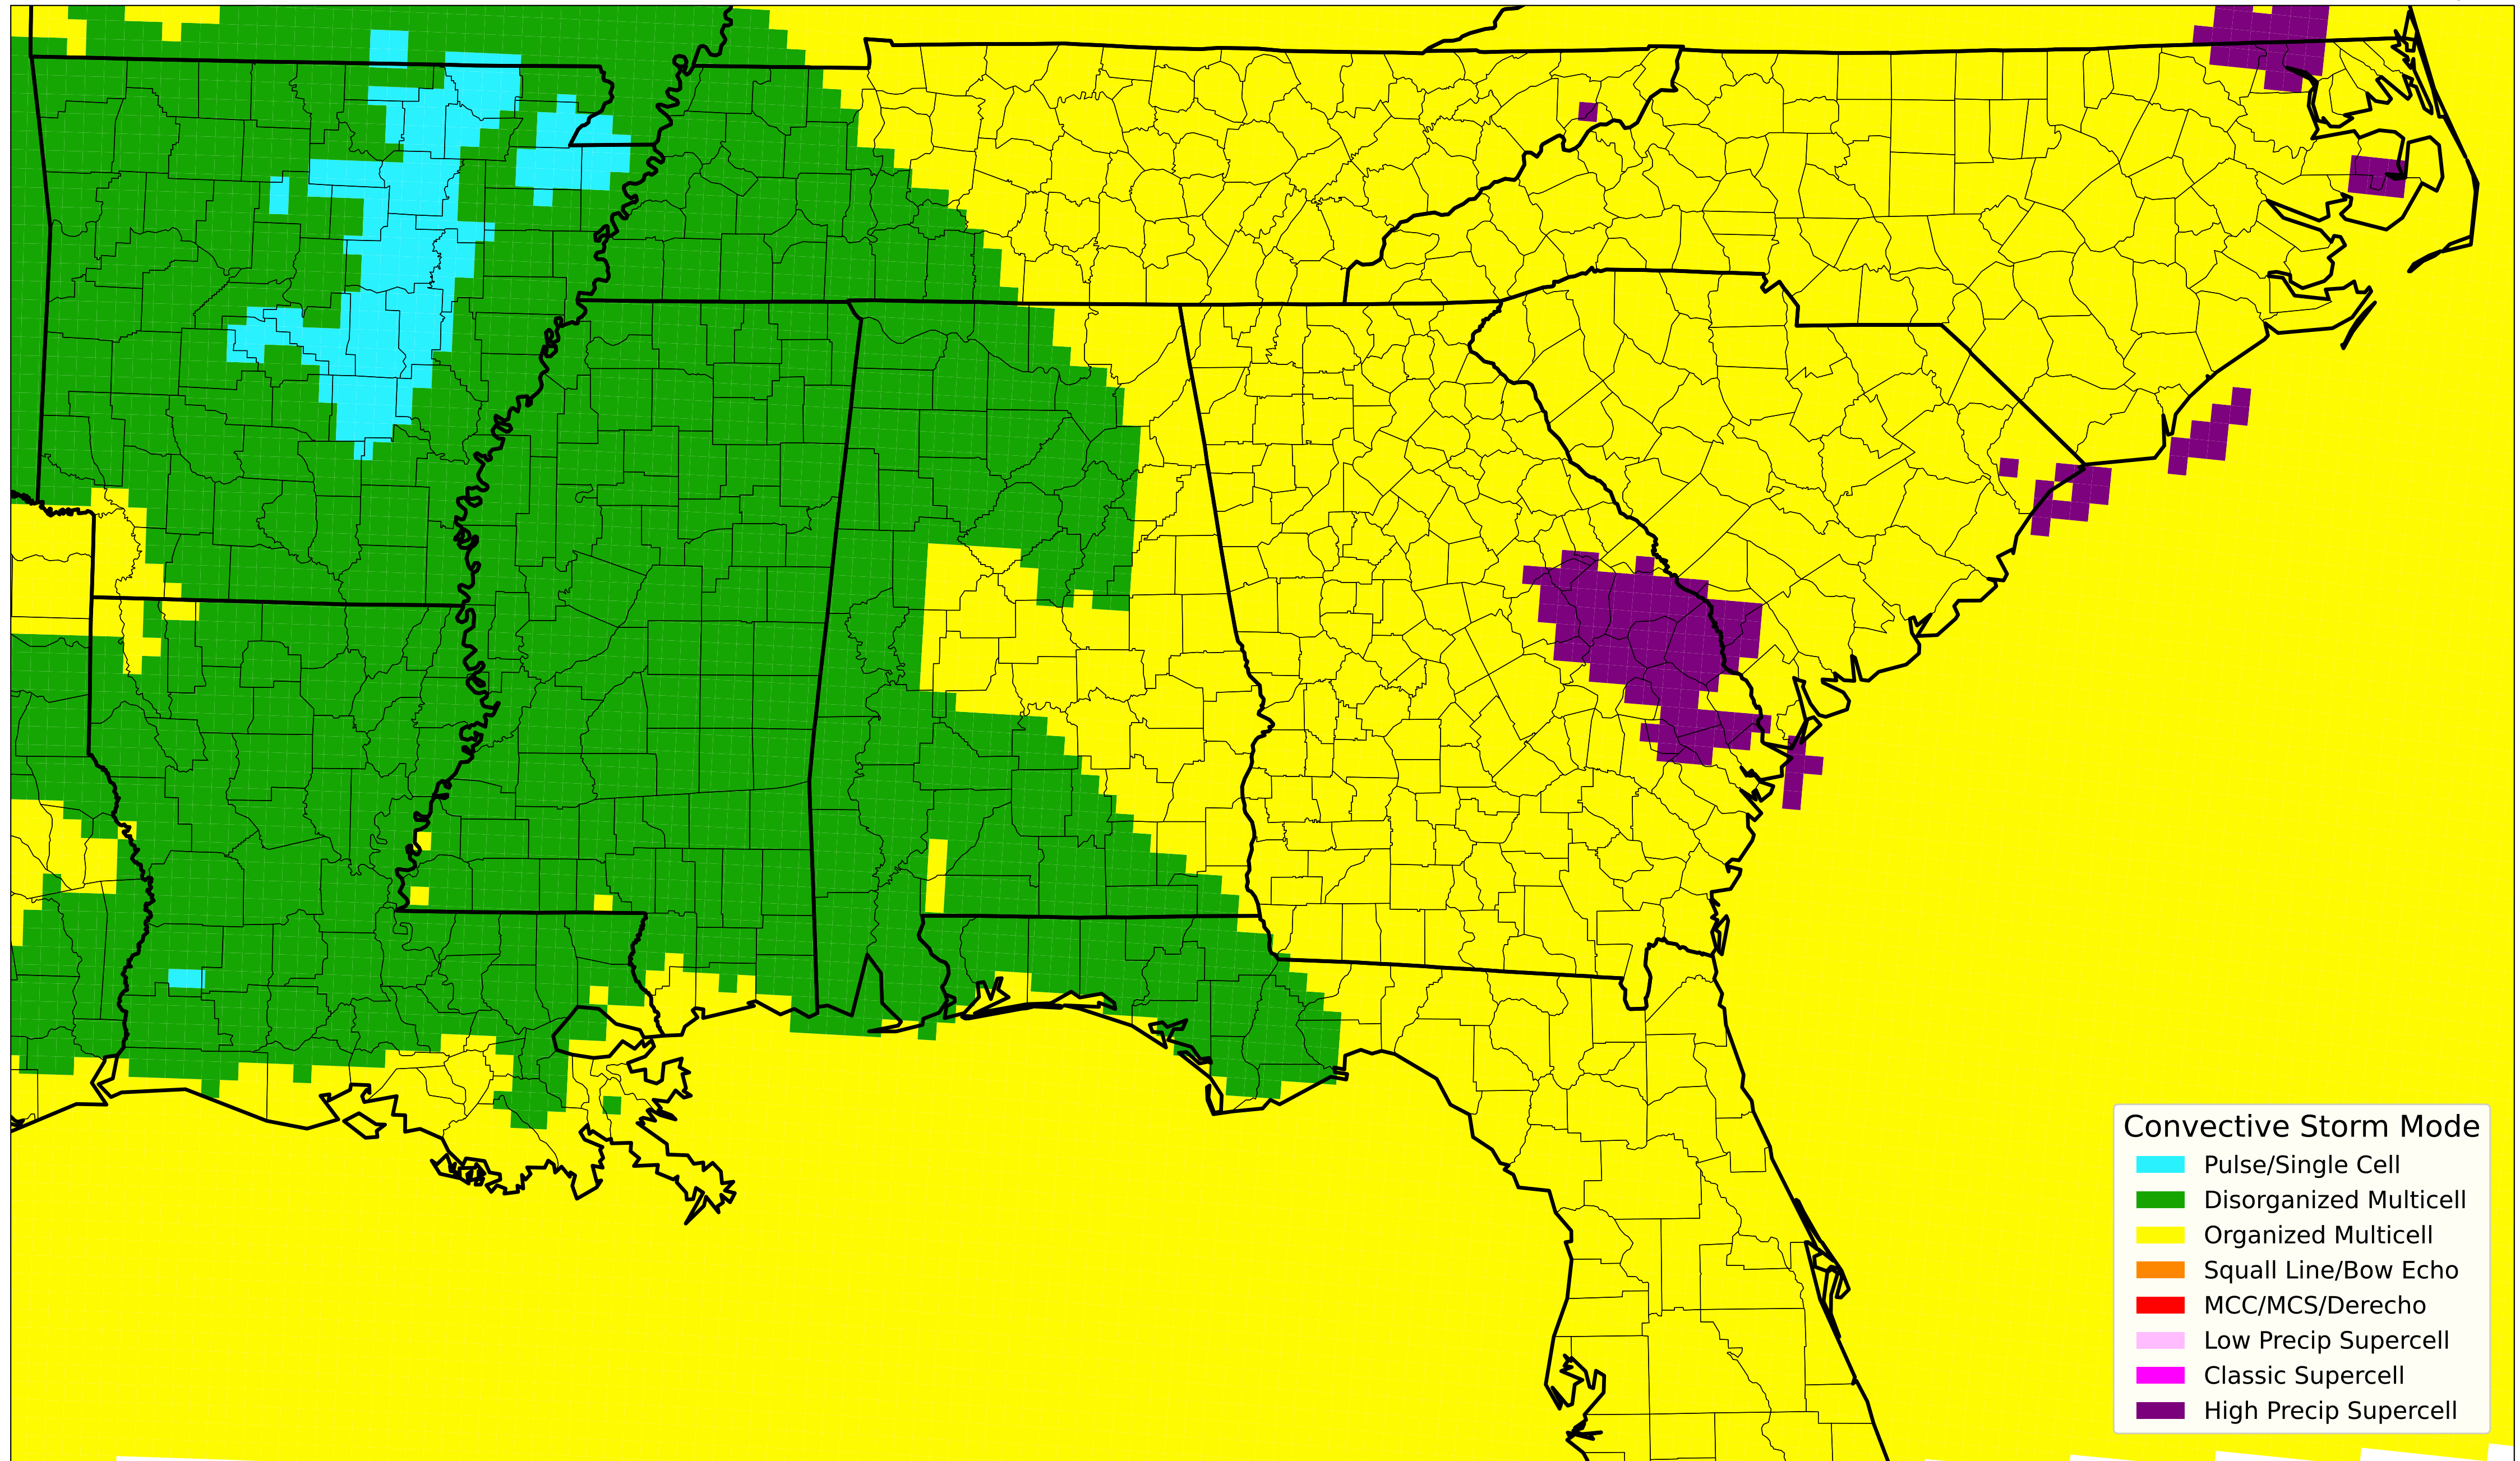 Convective Storm Mode
Pulse/Single Cell
Disorganized Multicell
Organized Multicell
Squall Line/Bow Echo
MCC/MCS/Derecho
Low Precip Supercell
Classic Supercell
High Precip Supercell